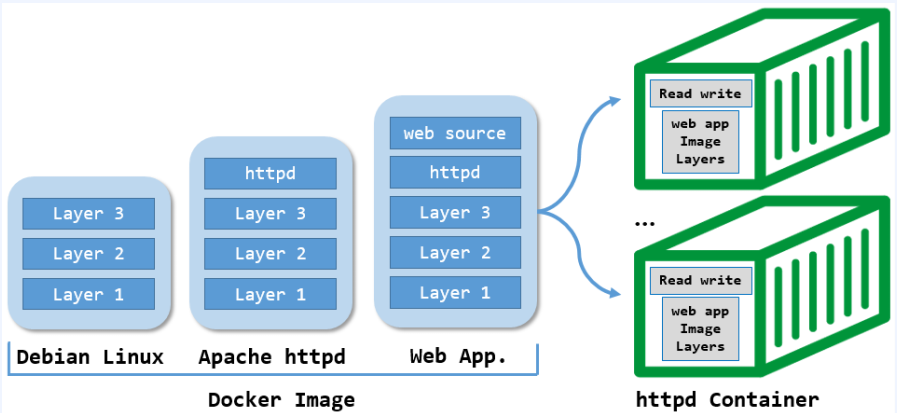 Layer 3
Layer 2
Layer 1
Debian Linux
httpd
Layer 3
Layer 2
Layer 1
Apache httpd
web source
httpd
Layer 3
Layer 2
Layer 1
Web App.
Docker Image
Read write
web app
Image
Layers
...
Read write
web app
Image
Layers
httpd Container